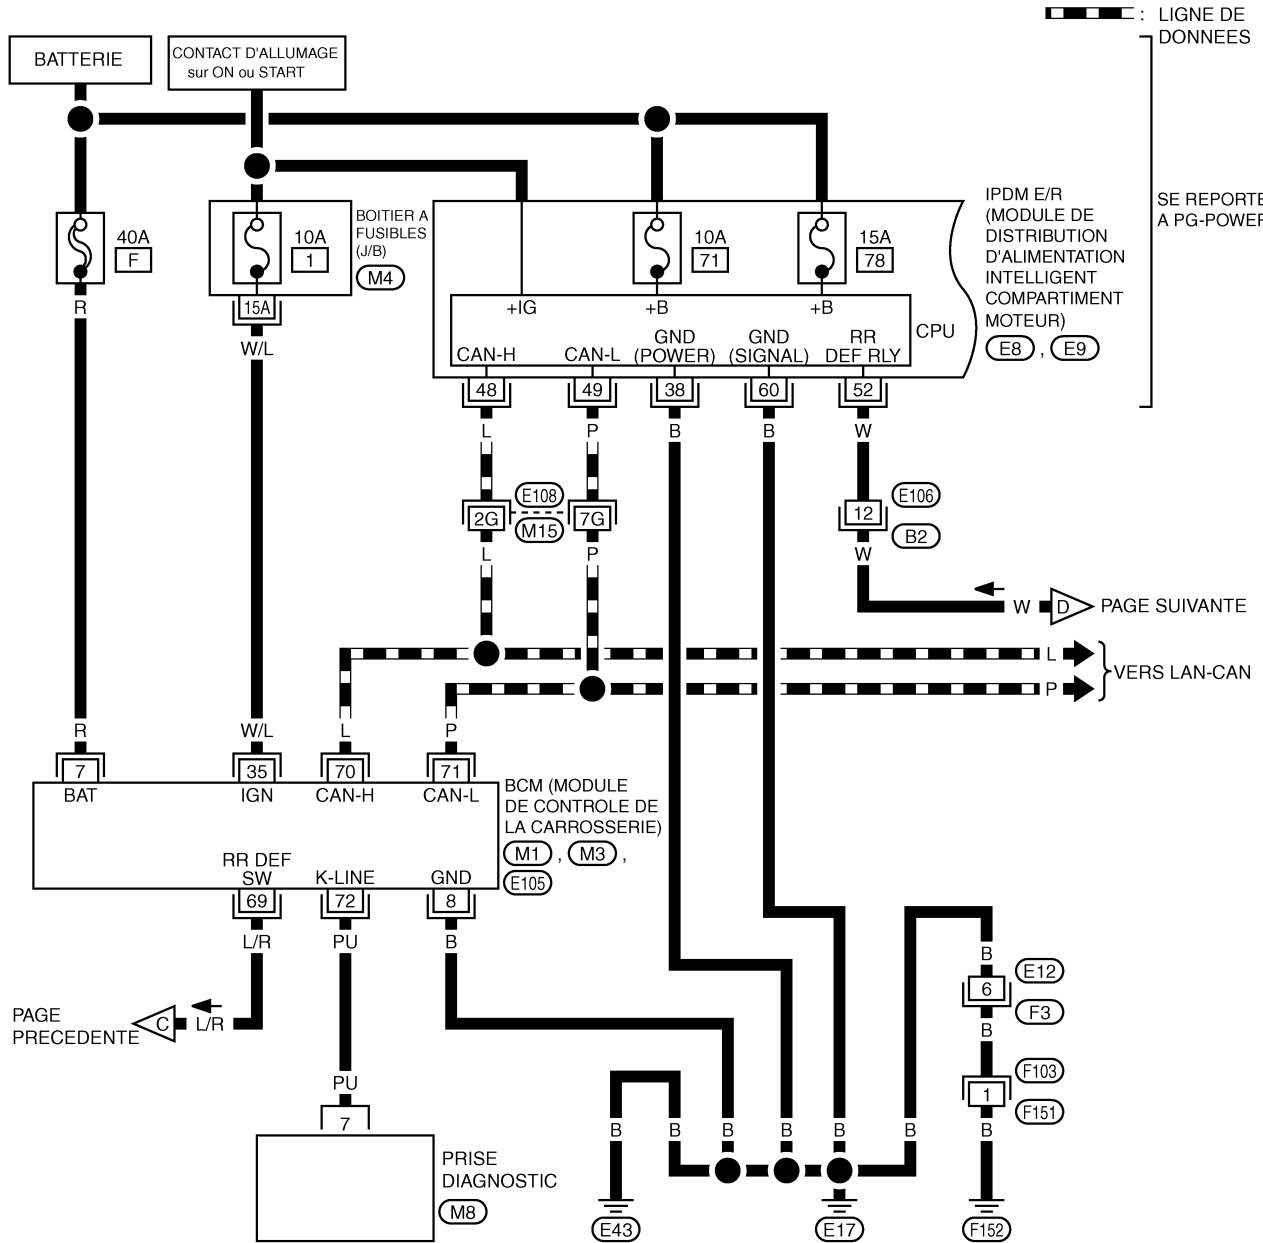 : LIGNE DE
DONNEES
BATTERIE
CONTACT D'ALLUMAGE
sur ON ou START
SE REPORTE
A PG-POWER
40A
F
10A
1
BOITIER A
FUSIBLES
(J/B)
M4
10A
71
15A
78
IPDM E/R
(MODULE DE
DISTRIBUTION
D'ALIMENTATION
INTELLIGENT
COMPARTIMENT
MOTEUR)
E8 , E9
R
15A
W/L
+IG
+B
+B
CPU
CAN-H
CAN-L
GND
(POWER)
GND
(SIGNAL)
RR
DEF RLY
48
49
38
60
52
L
P
B
B
W
2G
E108
M15
7G
12
E106
B2
L
P
W
W
D
PAGE SUIVANTE
L
P
VERS LAN-CAN
R
W/L
L
P
7
35
70
71
BAT
IGN
CAN-H
CAN-L
BCM (MODULE
DE CONTROLE DE
LA CARROSSERIE)
M1 , M3 ,
E105
RR DEF
SW
K-LINE
GND
69
72
8
L/R
PU
B
PAGE
PRECEDENTE
C
L/R
PU
7
PRISE
DIAGNOSTIC
M8
B
6
E12
F3
B
1
F103
F151
B
B
B
B
B
B
B
E43
E17
F152